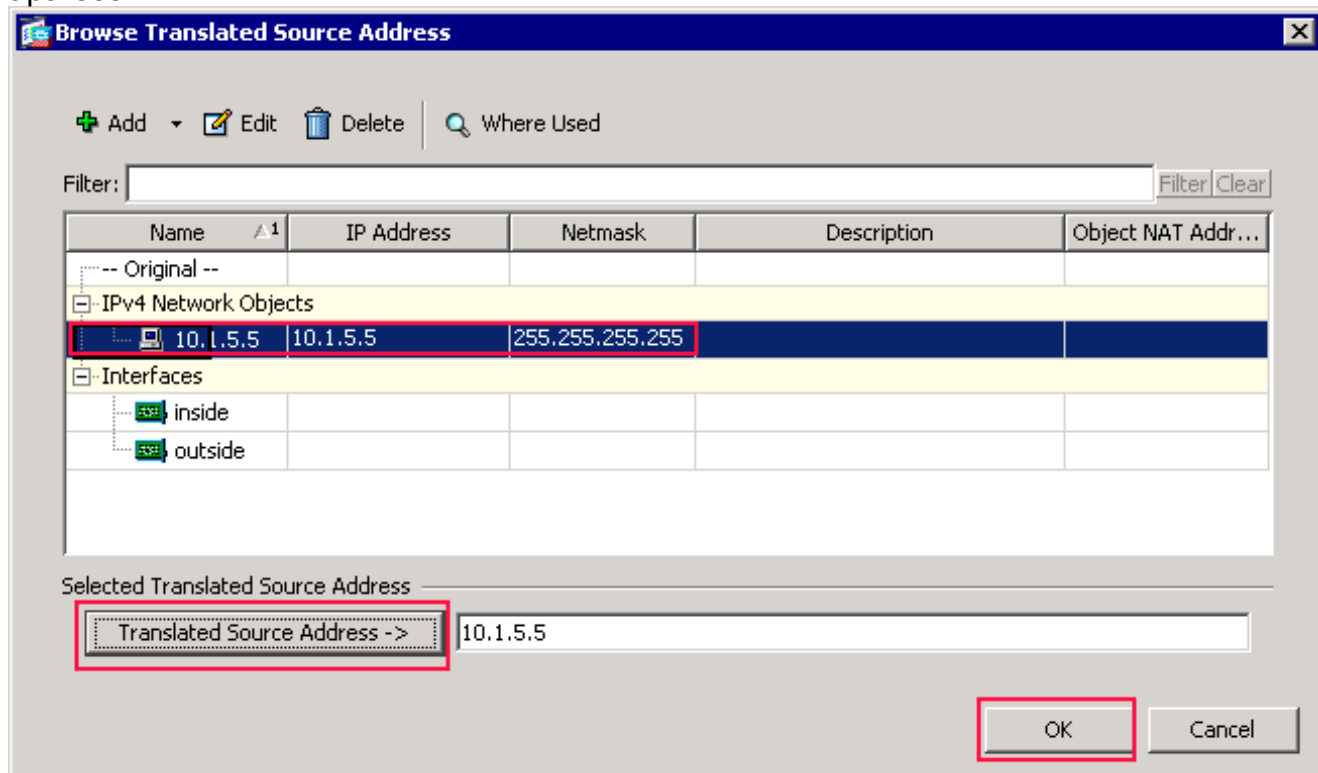 Browse Translated Source Address
Add Edit Delete Where Used
Filter: Filter Clear
Name 1 IP Address Netmask Description Object NAT Addr...
-- Original --
IPv4 Network Objects
10.1.5.5 10.1.5.5 255.255.255.255
Interfaces
inside
outside
Selected Translated Source Address
Translated Source Address -> 10.1.5.5
OK Cancel